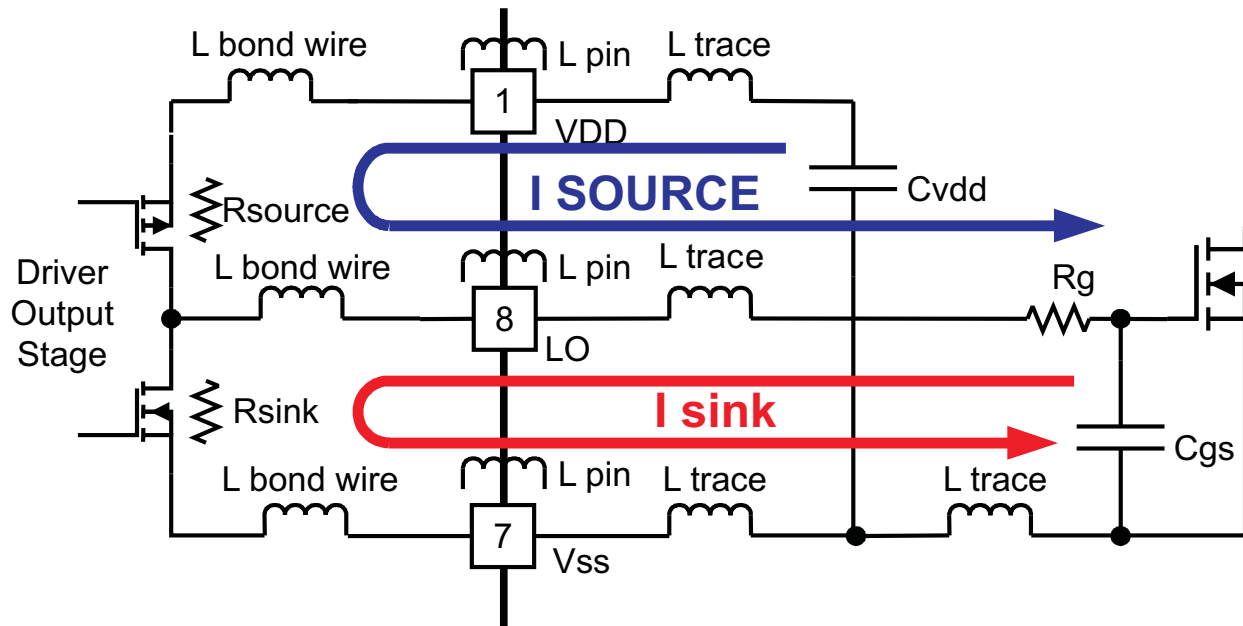 L bond wire
L pin
L trace
1
VDD
I SOURCE
Cvdd
Rsource
Driver
Output
Stage
L bond wire
L pin
L trace
Rg
8
LO
I sink
Rsink
Cgs
L bond wire
L pin
L trace
L trace
7
Vss